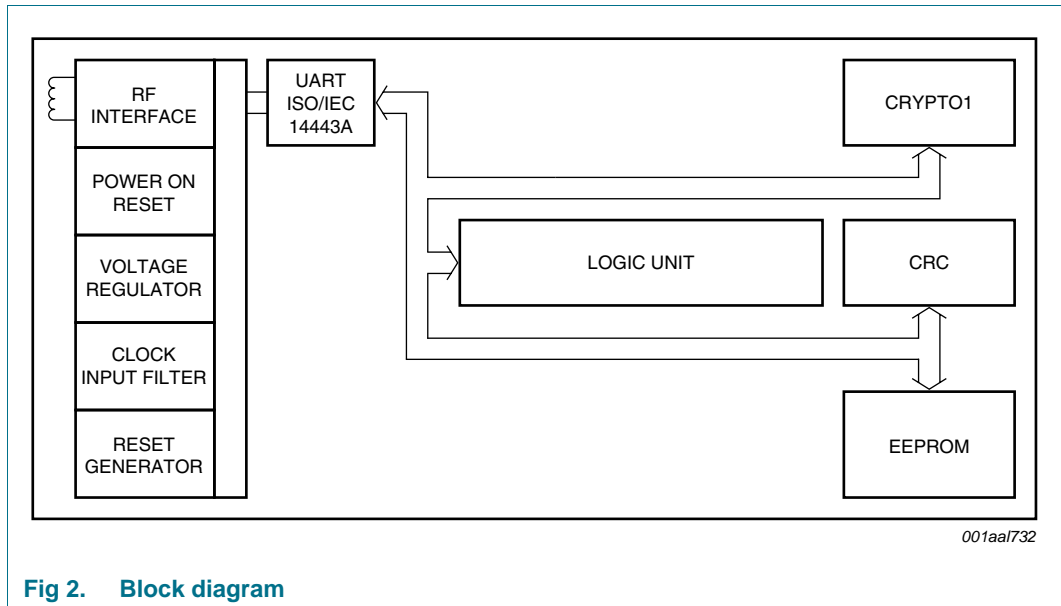 RF
INTERFACE
POWER ON
RESET
VOLTAGE
REGULATOR
CLOCK
INPUT FILTER
RESET
GENERATOR
UART
ISO/IEC
14443A
LOGIC UNIT
CRYPTO1
CRC
EEPROM
001aal732
Fig 2. Block diagram